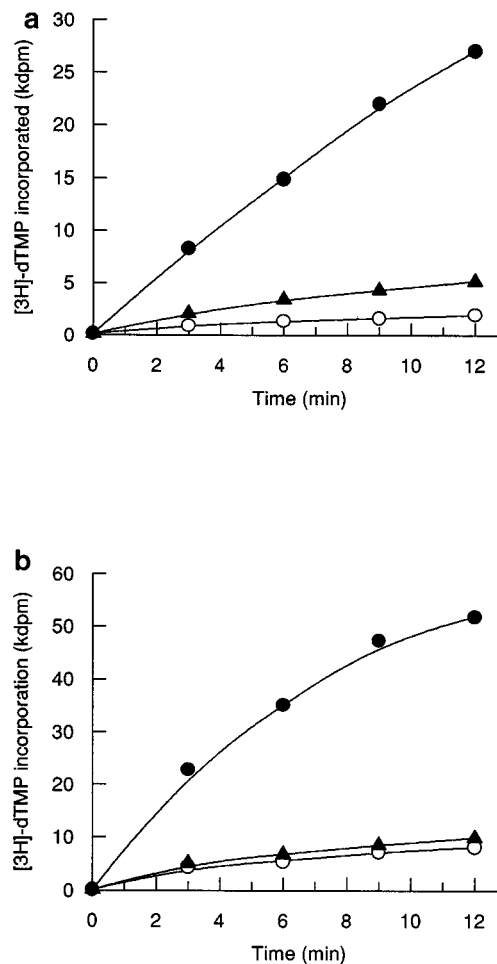 a
[3H]-dTMP incorporated (kdpm)
30
25
20
15
10
5
0
0 2 4 6 8 10 12
Time (min)
b
[3H]-dTMP incorporation (kdpm)
60
50
40
30
20
10
0
0 2 4 6 8 10 12
Time (min)